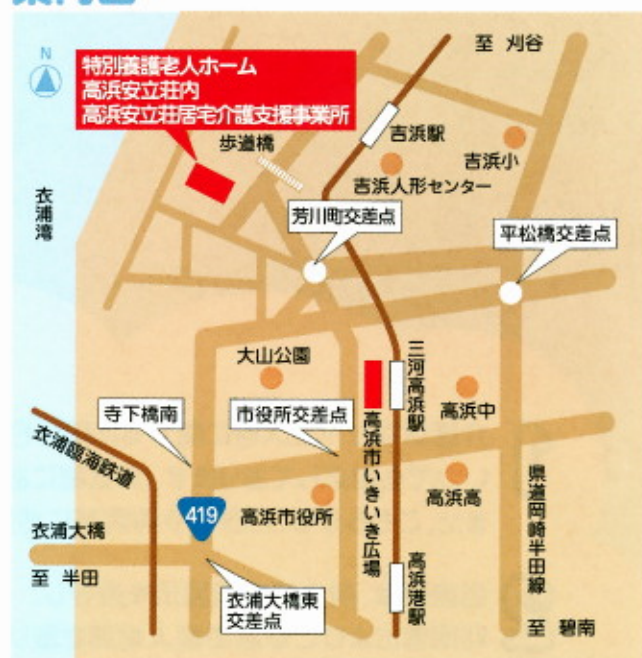 N
至 刈谷
特別養護老人ホーム
高浜安立荘内
高浜安立荘居宅介護支援事業所
歩道橋
吉浜駅
吉浜小
吉浜人形センター
衣浦湾
芳川町交差点
平松橋交差点
大山公園
三河高浜駅
高浜中
寺下橋南
市役所交差点
高浜市いきいき広場
衣浦臨海鉄道
高浜高
県道岡崎半田線
419
高浜市役所
衣浦大橋
至 半田
高浜港駅
衣浦大橋東
交差点
至 碧南